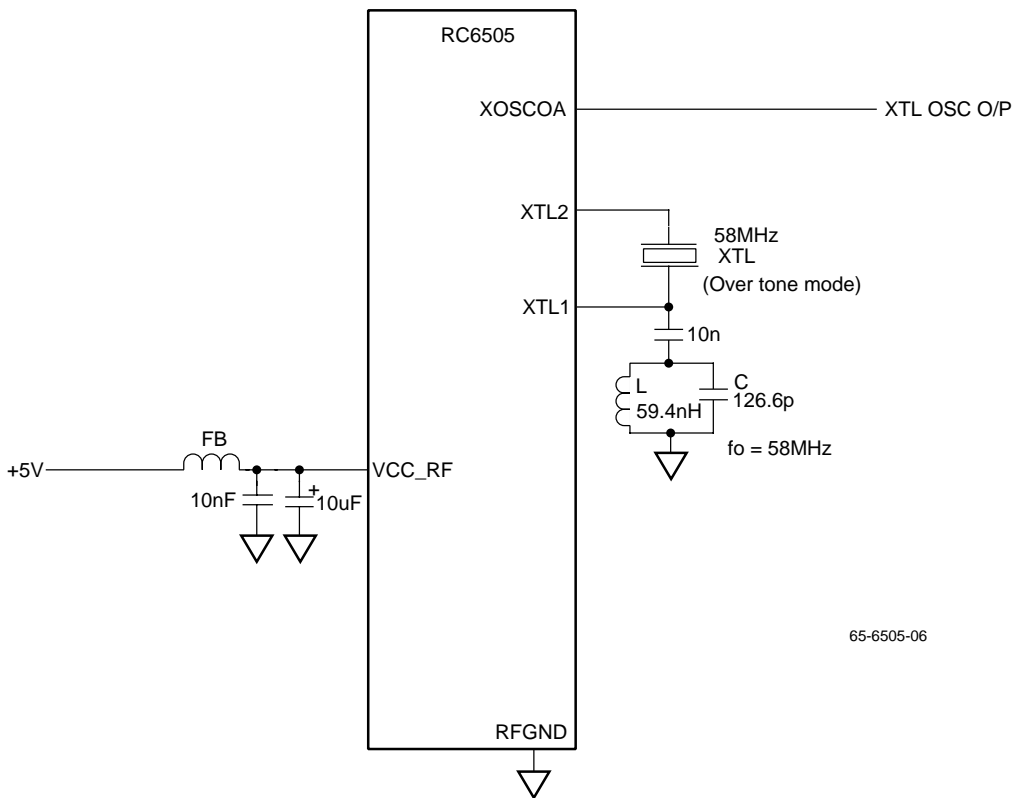 RC6505
XOSCOA
XTL OSC O/P
XTL2
58MHz
XTL
(Over tone mode)
XTL1
10n
L
59.4nH
C
126.6p
fo = 58MHz
FB
+5V
VCC_RF
10nF
+
10uF
65-6505-06
RFGND